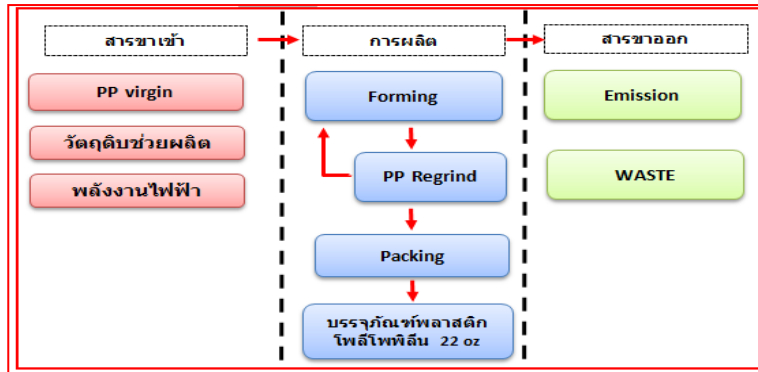 สารขาเข้า
การผลิต
สารขาออก
PP virgin
วัตถุดิบช่วยผลิต
พลังงานไฟฟ้า
Forming
PP Regrind
Packing
บรรจุภัณฑ์พลาสติก
โพลีโพพิลีน 22 oz
Emission
WASTE